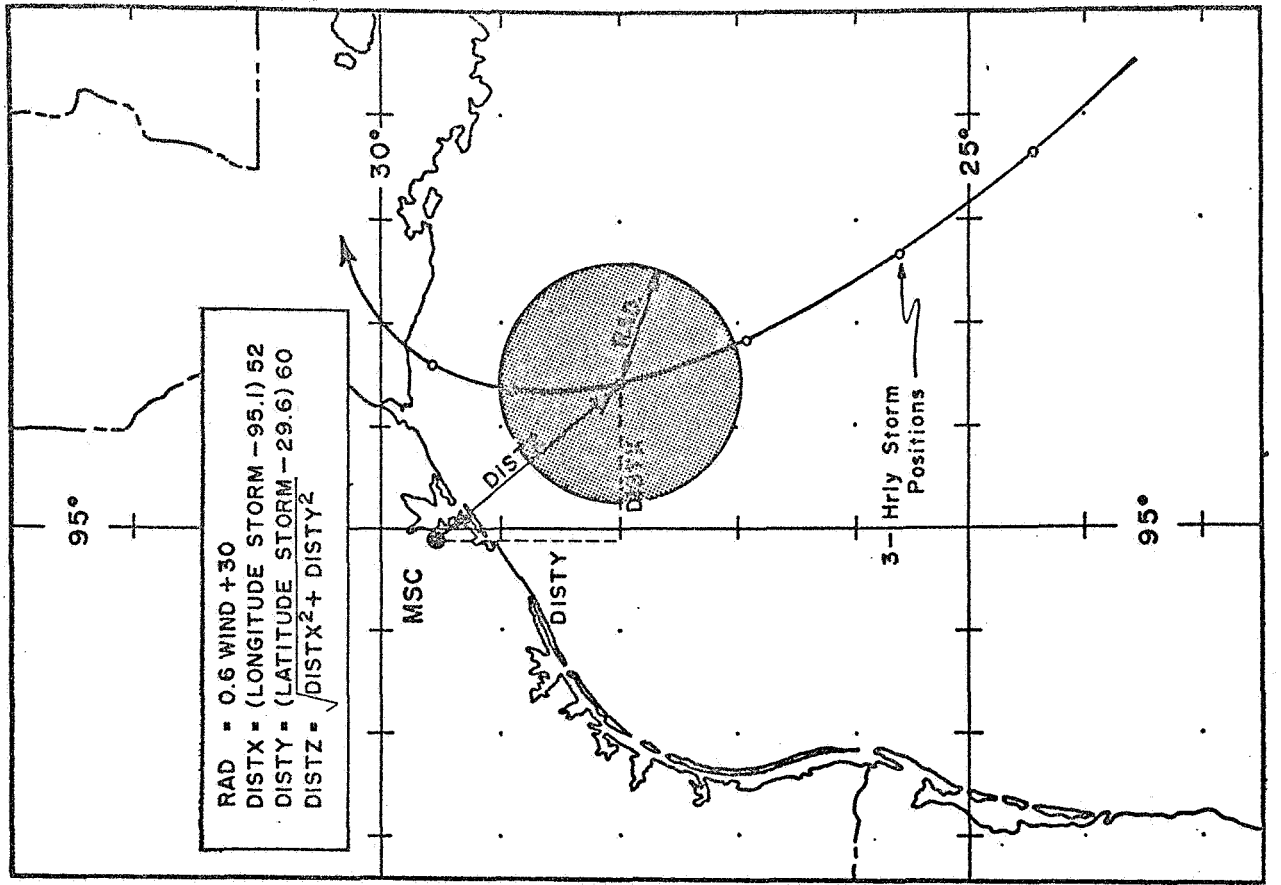 RAD = 0.6 WIND +30
DISTX = (LONGITUDE STORM - 95.1) 52
DISTY = (LATITUDE STORM - 29.6) 60
DISTZ = √DISTX² + DISTY²
95°
30°
MSC
DISTY
DISTX
RAD
25°
3-Hrly Storm
Positions
95°